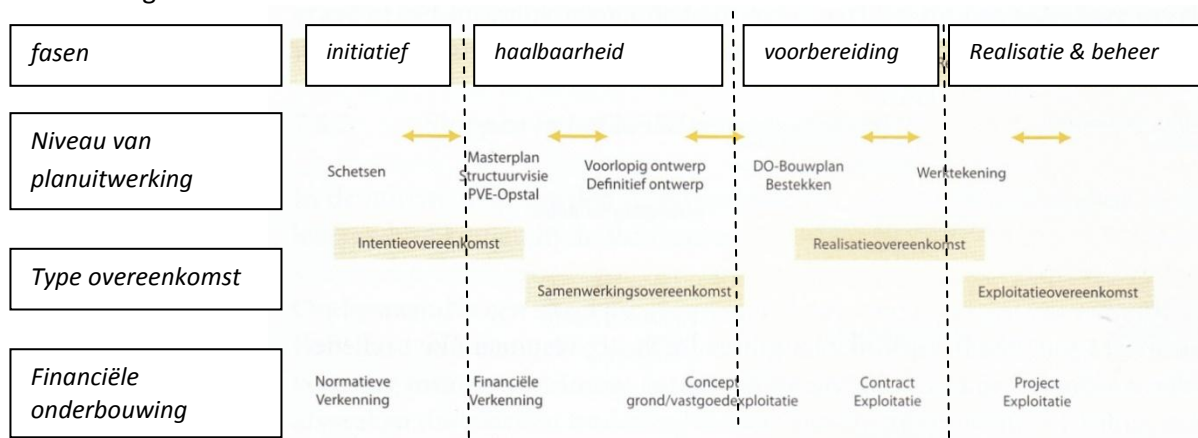 fasen
initiatief
haalbaarheid
voorbereiding
Realisatie & beheer
Niveau van
planuitwerking
Schetsen
Masterplan
Structuurvisie
PVE-Opstal
Voorlopig ontwerp
Definitief ontwerp
DO-Bouwplan
Bestekken
Werktekening
Type overeenkomst
Intentieovereenkomst
Samenwerkingsovereenkomst
Realisatieovereenkomst
Exploitatieovereenkomst
Financiële
onderbouwing
Normatieve
Verkenning
Financiële
Verkenning
Concept
grond/vastgoedexploitatie
Contract
Exploitatie
Project
Exploitatie